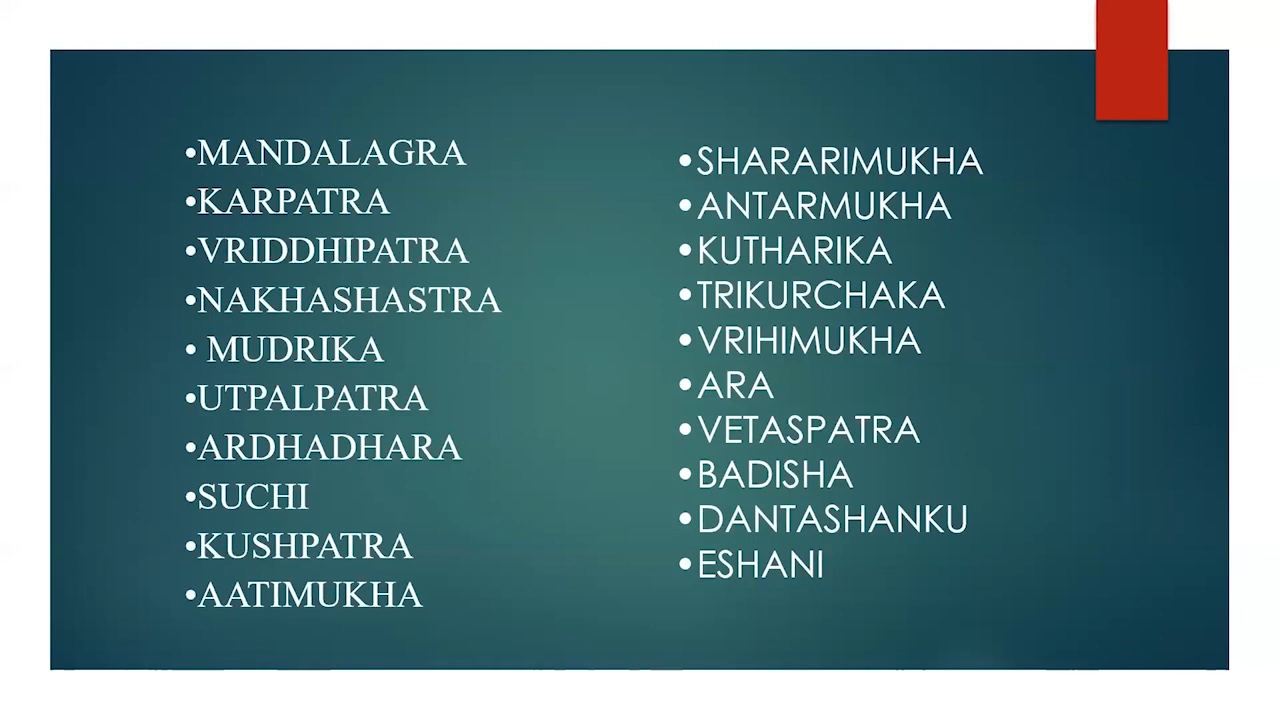 •MANDALAGRA
•KARPATRA
•VRIDDHIPATRA
•NAKHASHASTRA
• MUDRIKA
•UTPALPATRA
•ARDHADHARA
•SUCHI
•KUSHPATRA
•AATIMUKHA
•SHARARIMUKHA
•ANTARMUKHA
•KUTHARIKA
•TRIKURCHAKA
•VRIHIMUKHA
•ARA
•VETASPATRA
•BADISHA
•DANTASHANKU
•ESHANI